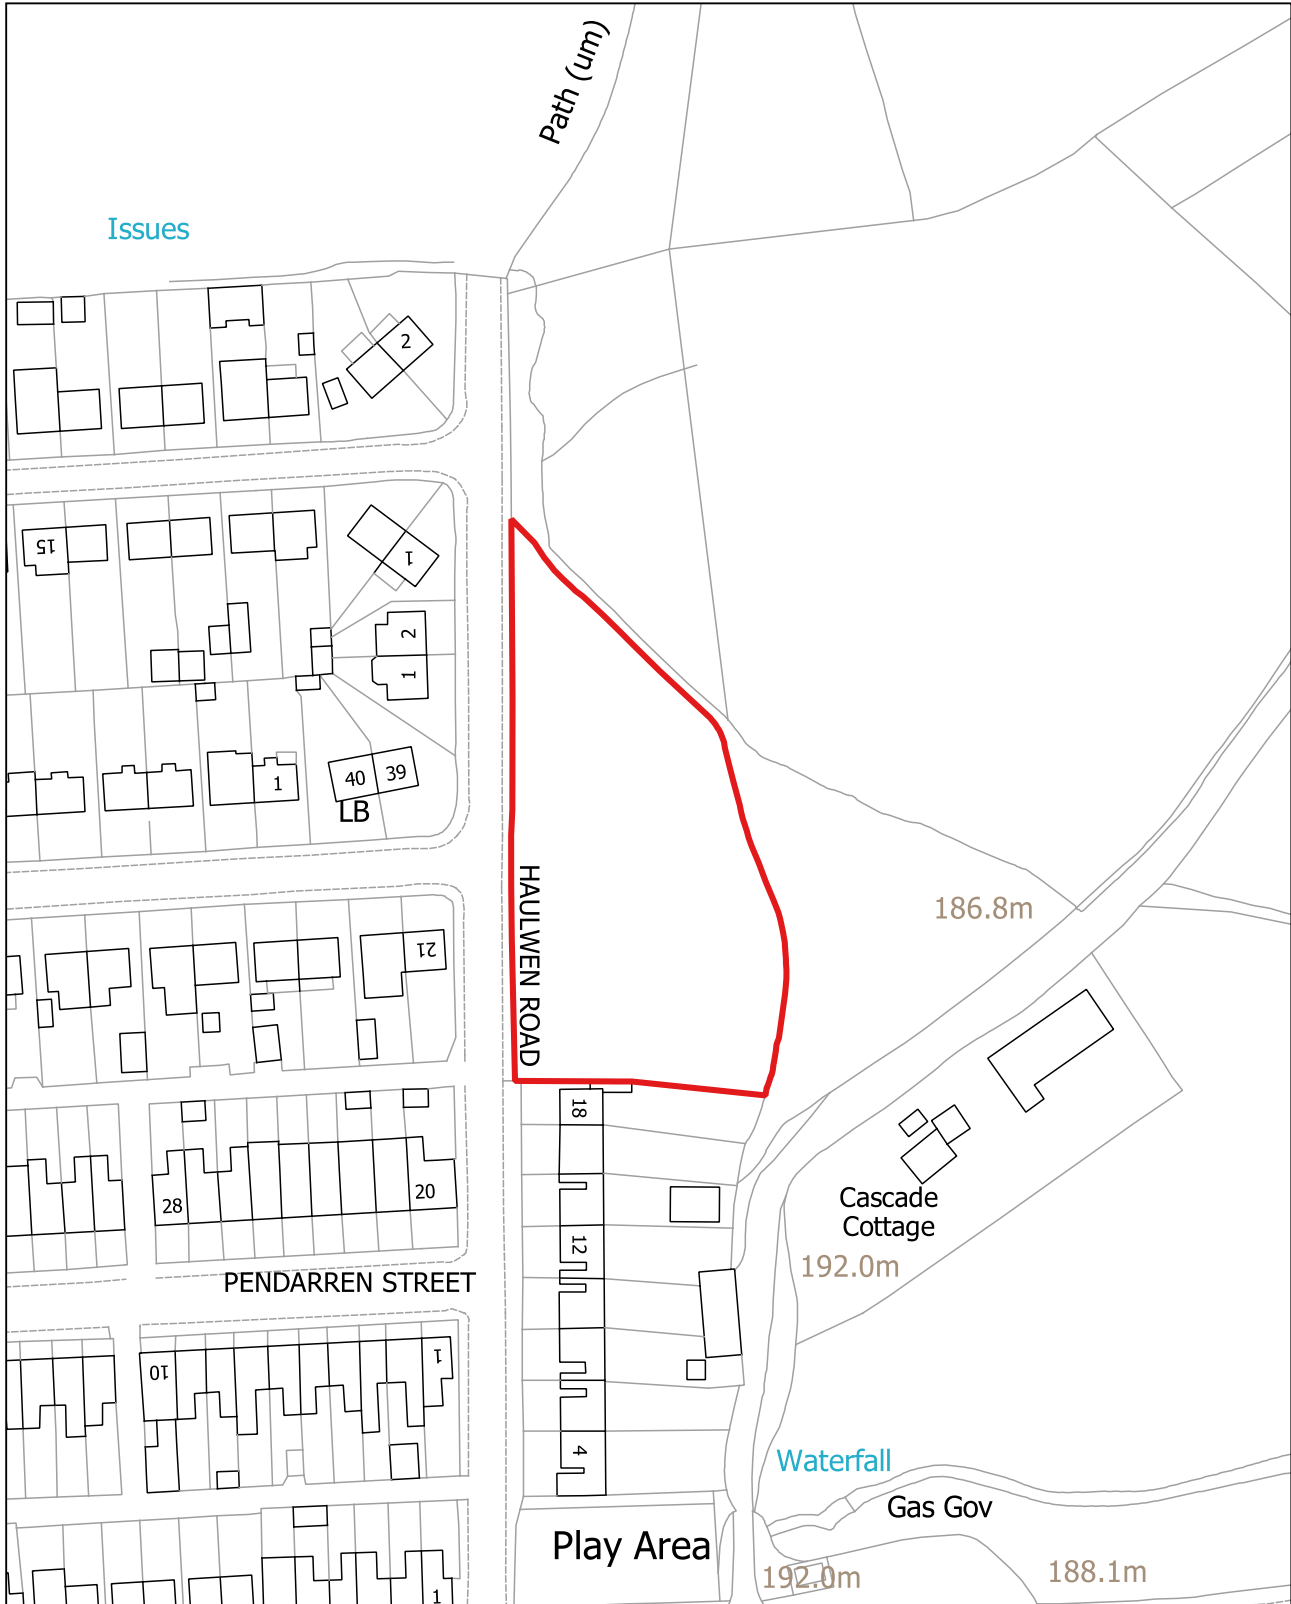 Path (um)
Issues
2
15
1
2
1
40
39
1
LB
HAULWEN ROAD
186.8m
21
18
28
20
Cascade
Cottage
12
192.0m
PENDARREN STREET
10
1
4
Waterfall
Gas Gov
Play Area
192.0m
188.1m
1